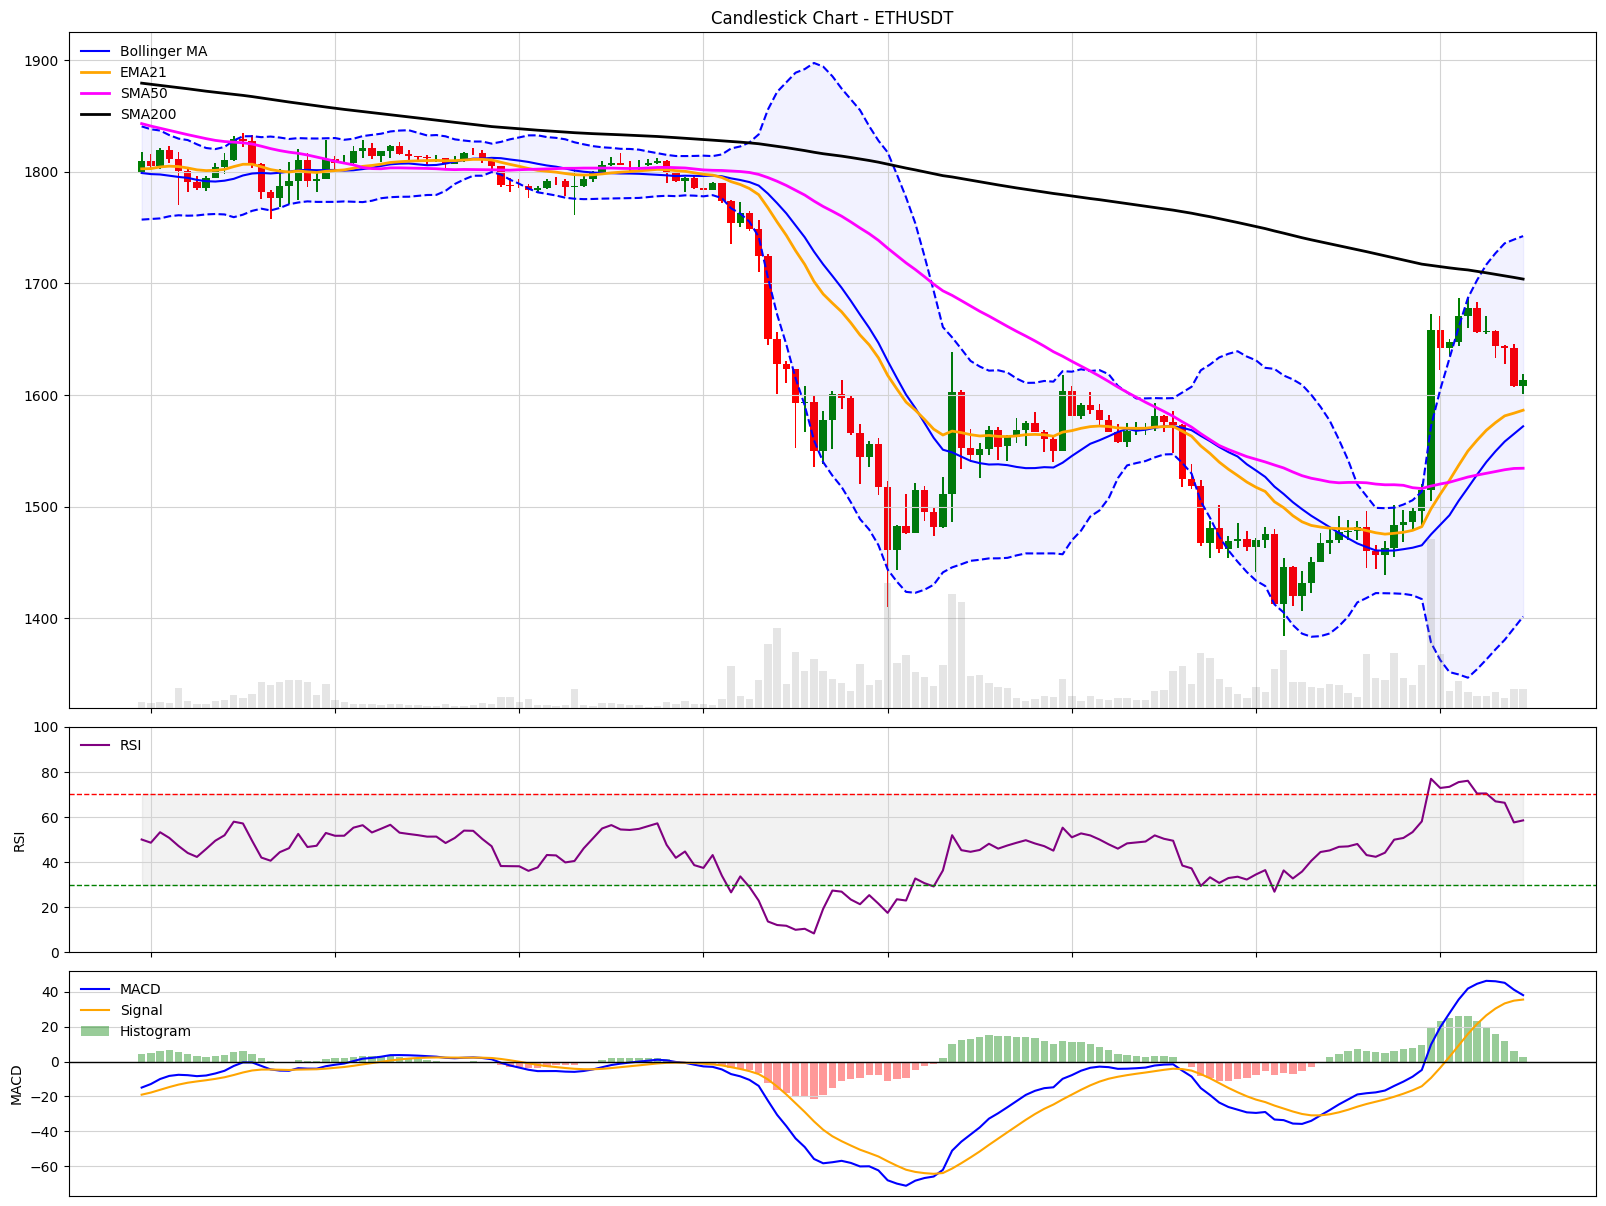 Candlestick Chart - ETHUSDT
Bollinger MA
EMA21
SMA50
SMA200
1900
1800
1700
1600
1500
1400
RSI
100
80
60
40
20
0
RSI
MACD
Signal
Histogram
40
20
0
−20
−40
−60
MACD